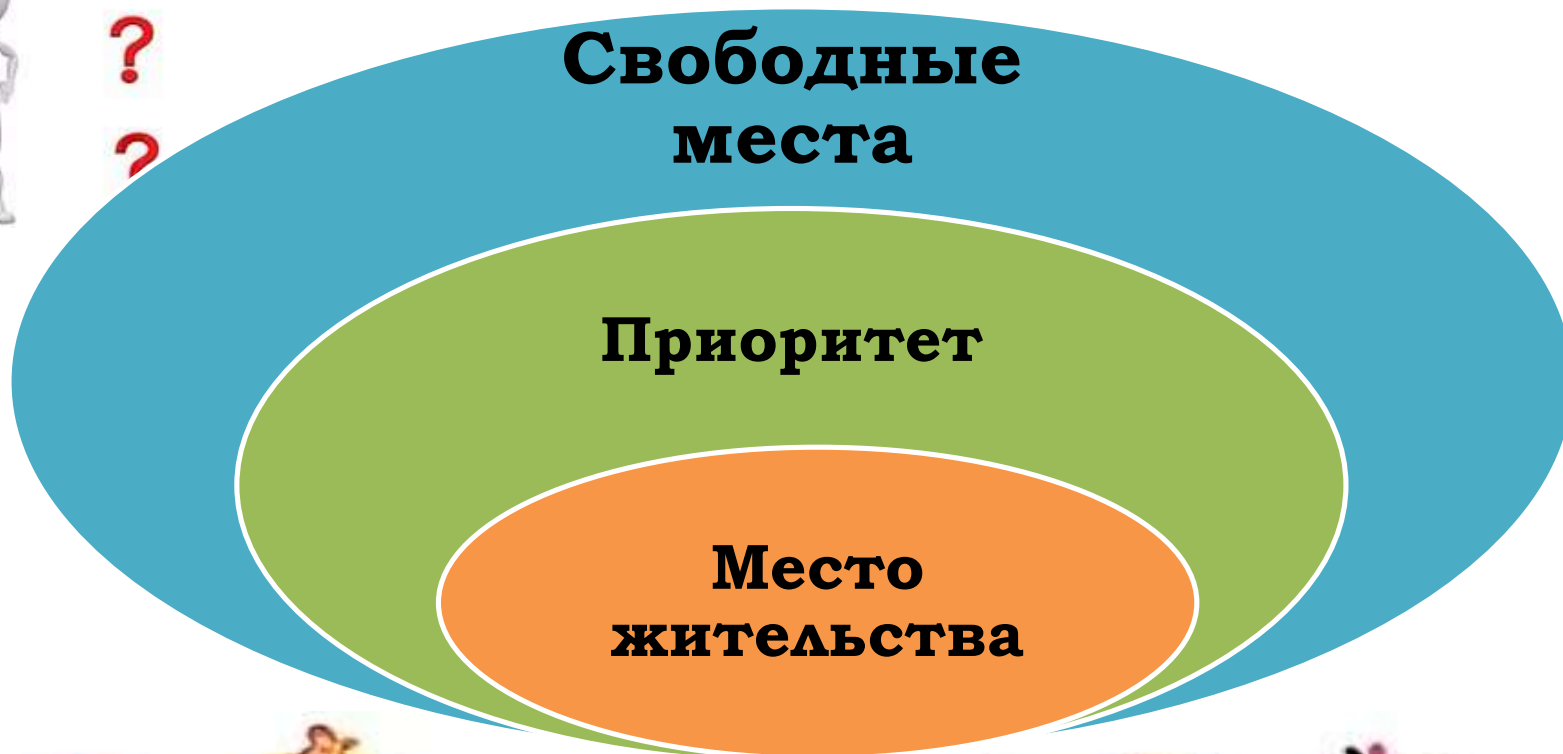 ?
?
Свободные
места
Приоритет
Место
жительства